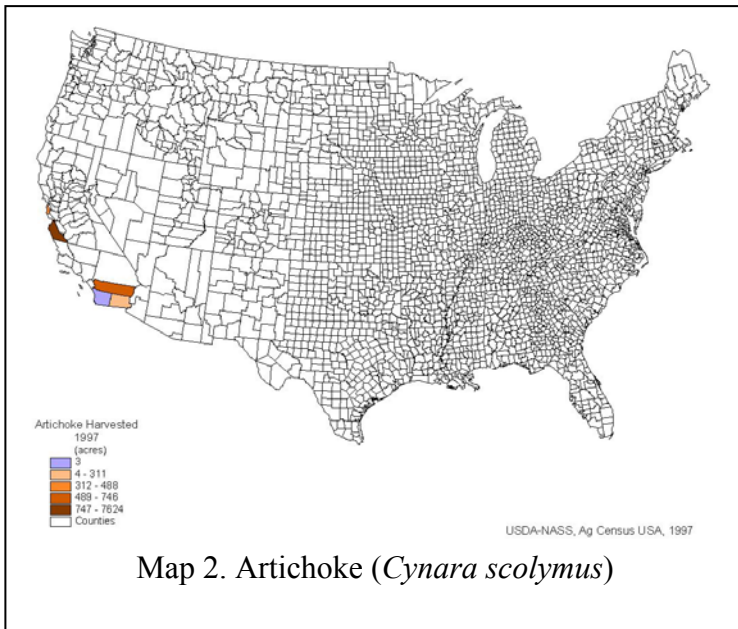 Artichoke Harvested
1997
(acres)
3
4 - 311
312 - 488
489 - 746
747 - 7624
Counties
USDA-NASS, Ag Census USA, 1997
Map 2. Artichoke (Cynara scolymus)